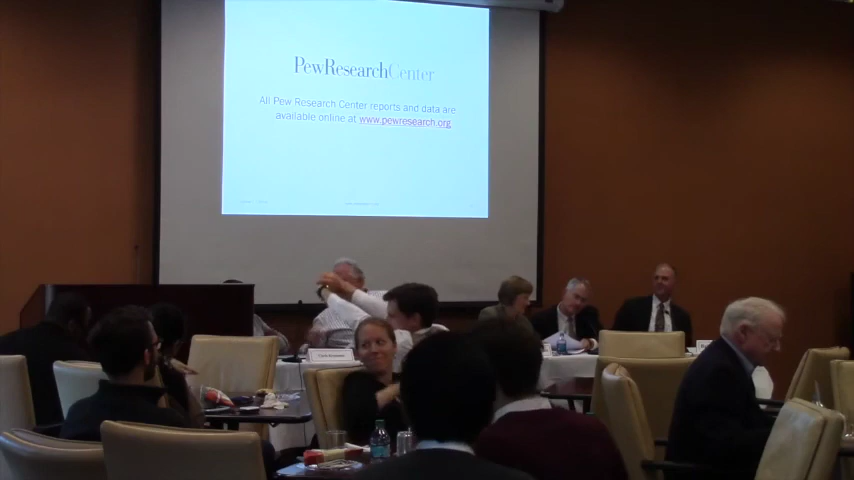 PewResearchCenter
All Pew Research Center reports and data are
available online at www.pewresearch.org